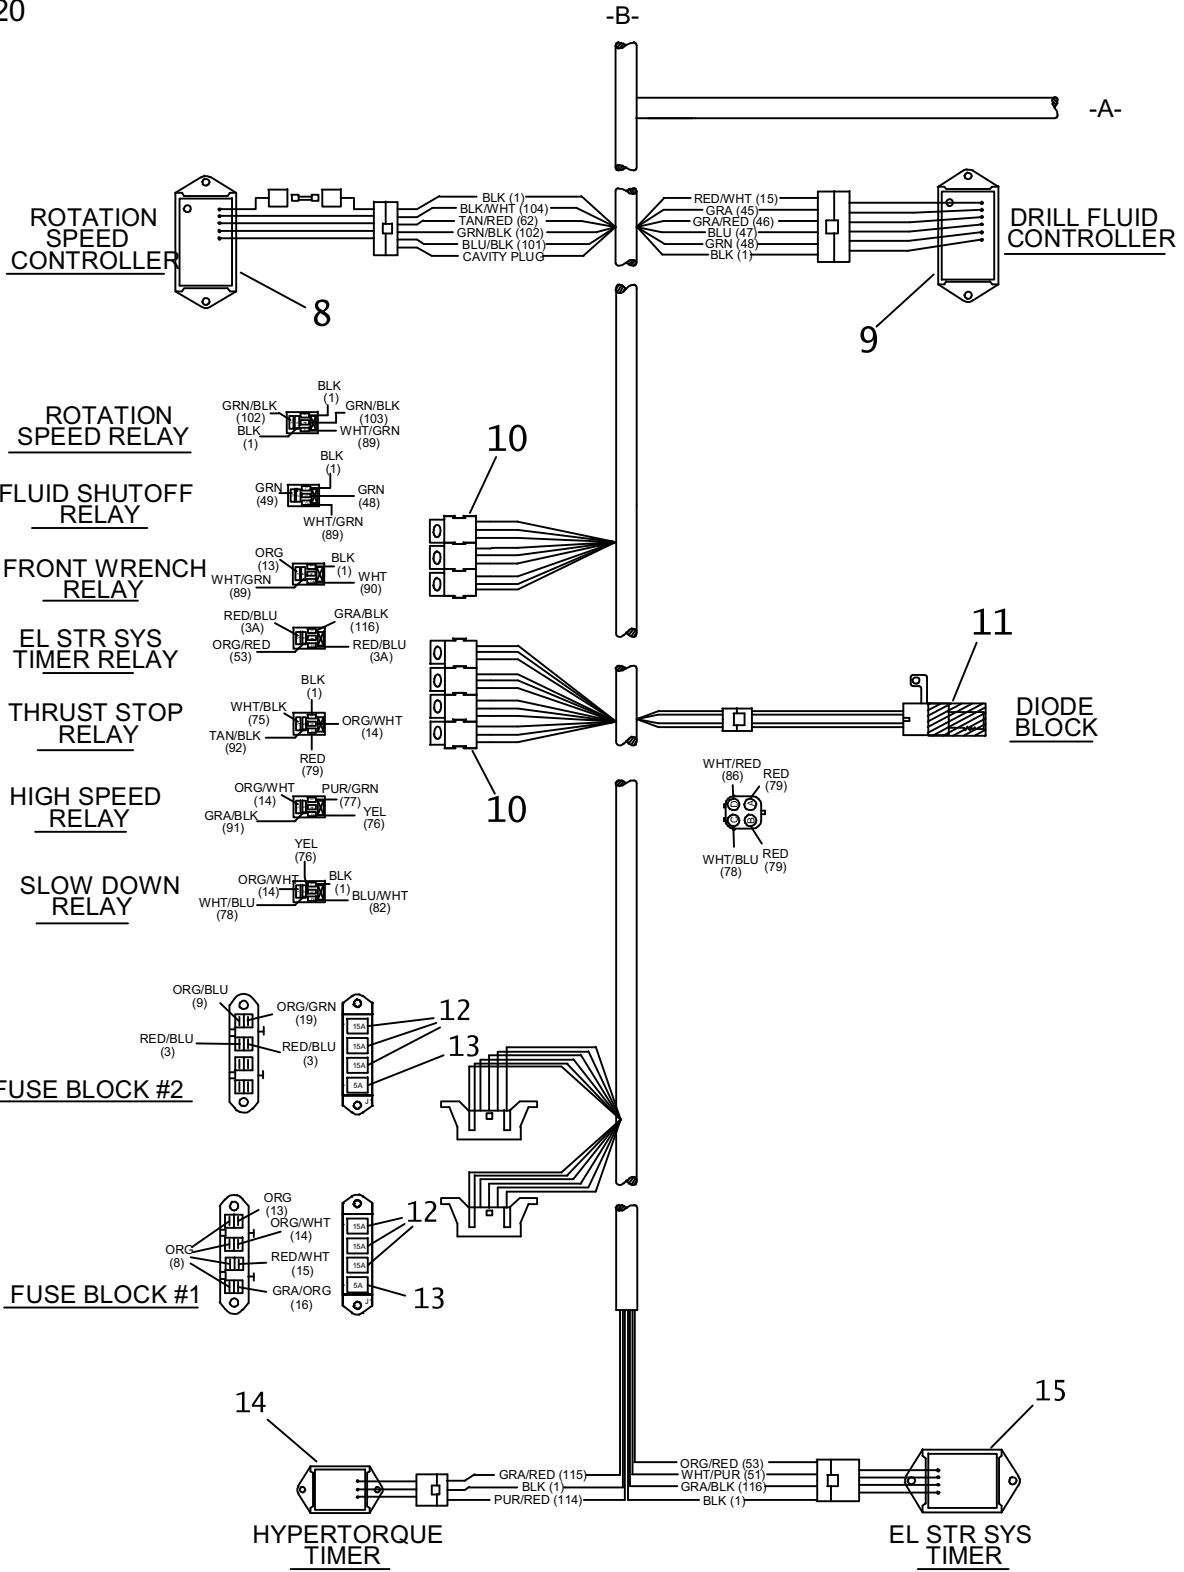 20
-B-
-A-
ROTATION
SPEED
CONTROLLER
8
BLK (1)
BLK/WHT (104)
TAN/RED (62)
GRN/BLK (102)
BLU/BLK (101)
CAVITY PLUG
RED/WHT (15)
GRA (45)
GRA/RED (46)
BLU (47)
GRN (48)
BLK (1)
DRILL FLUID
CONTROLLER
9
ROTATION
SPEED RELAY
GRN/BLK
(102)
BLK
(1)
BLK
(1)
GRN/BLK
(103)
WHT/GRN
(89)
10
FLUID SHUTOFF
RELAY
BLK
(1)
GRN
(49)
GRN
(48)
WHT/GRN
(89)
FRONT WRENCH
RELAY
ORG
(13)
BLK
(1)
WHT/GRN
(89)
WHT
(90)
EL STR SYS
TIMER RELAY
RED/BLU
(3A)
GRA/BLK
(116)
ORG/RED
(53)
RED/BLU
(3A)
11
DIODE
BLOCK
THRUST STOP
RELAY
BLK
(1)
WHT/BLK
(75)
ORG/WHT
(14)
TAN/BLK
(92)
RED
(79)
10
HIGH SPEED
RELAY
ORG/WHT
(14)
PUR/GRN
(77)
GRA/BLK
(91)
YEL
(76)
WHT/RED
(86)
RED
(79)
D
A
C
B
WHT/BLU
(78)
RED
(79)
SLOW DOWN
RELAY
YEL
(76)
ORG/WHT
(14)
BLK
(1)
WHT/BLU
(78)
BLU/WHT
(82)
FUSE BLOCK #2
ORG/BLU
(9)
ORG/GRN
(19)
RED/BLU
(3)
RED/BLU
(3)
15A
15A
15A
5A
J1
12
13
FUSE BLOCK #1
ORG
(8)
ORG
(13)
ORG/WHT
(14)
RED/WHT
(15)
GRA/ORG
(16)
15A
15A
15A
5A
J1
12
13
14
GRA/RED (115)
BLK (1)
PUR/RED (114)
HYPERTORQUE
TIMER
15
ORG/RED (53)
WHT/PUR (51)
GRA/BLK (116)
BLK (1)
EL STR SYS
TIMER